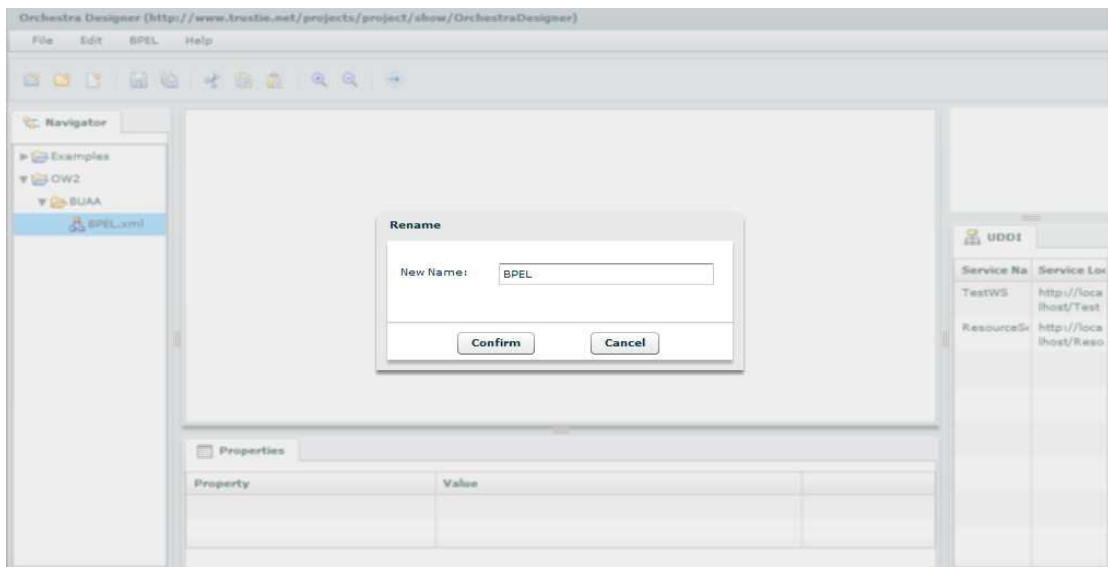 Orchestra Designer (http://www.trustie.net/projects/project/show/OrchestraDesigner)
File Edit BPEL Help
Navigator
Examples
OW2
BUAA
BPEL.xml
Rename
New Name: BPEL
Confirm Cancel
UDDI
Service Na Service Loc
TestWS http://loca
lhost/Test
ResourceSe http://loca
lhost/Reso
Properties
Property Value